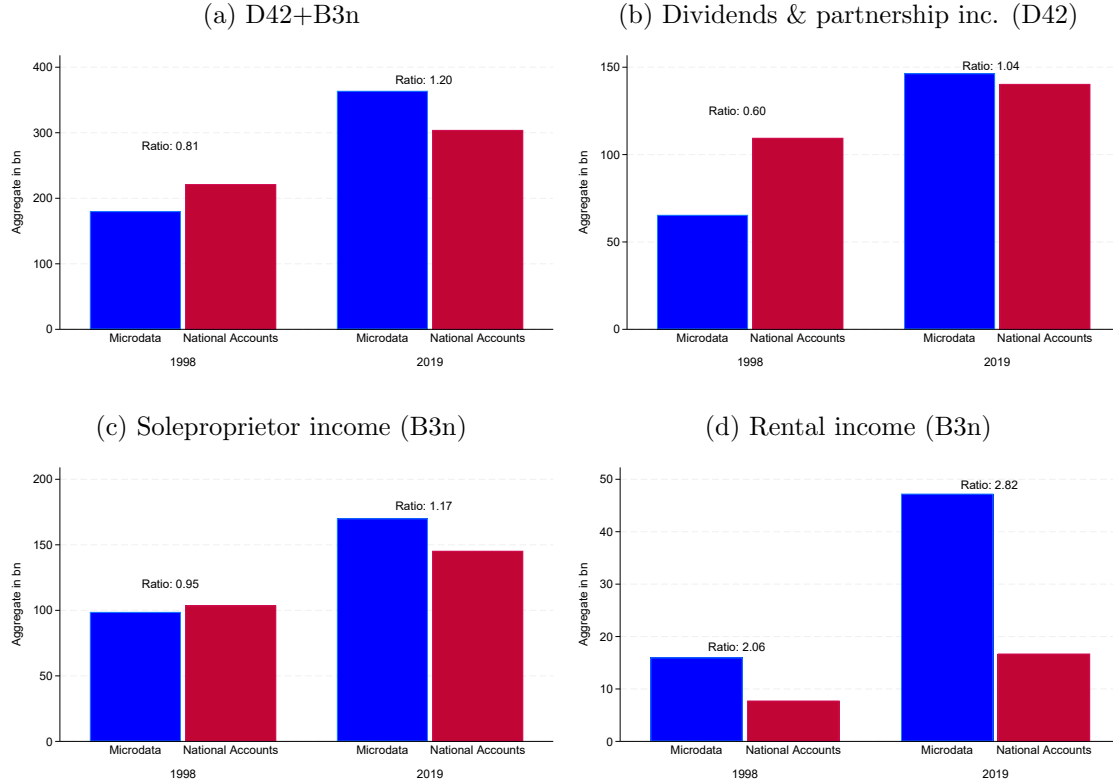 (a) D42+B3n
Aggregate in bn
400
300
200
100
0
Ratio: 0.81
Ratio: 1.20
Microdata National Accounts Microdata National Accounts
1998 2019
(b) Dividends & partnership inc. (D42)
Aggregate in bn
150
100
50
0
Ratio: 0.60
Ratio: 1.04
Microdata National Accounts Microdata National Accounts
1998 2019
(c) Soleproprietor income (B3n)
Aggregate in bn
200
150
100
50
0
Ratio: 0.95
Ratio: 1.17
Microdata National Accounts Microdata National Accounts
1998 2019
(d) Rental income (B3n)
Aggregate in bn
50
40
30
20
10
0
Ratio: 2.06
Ratio: 2.82
Microdata National Accounts Microdata National Accounts
1998 2019